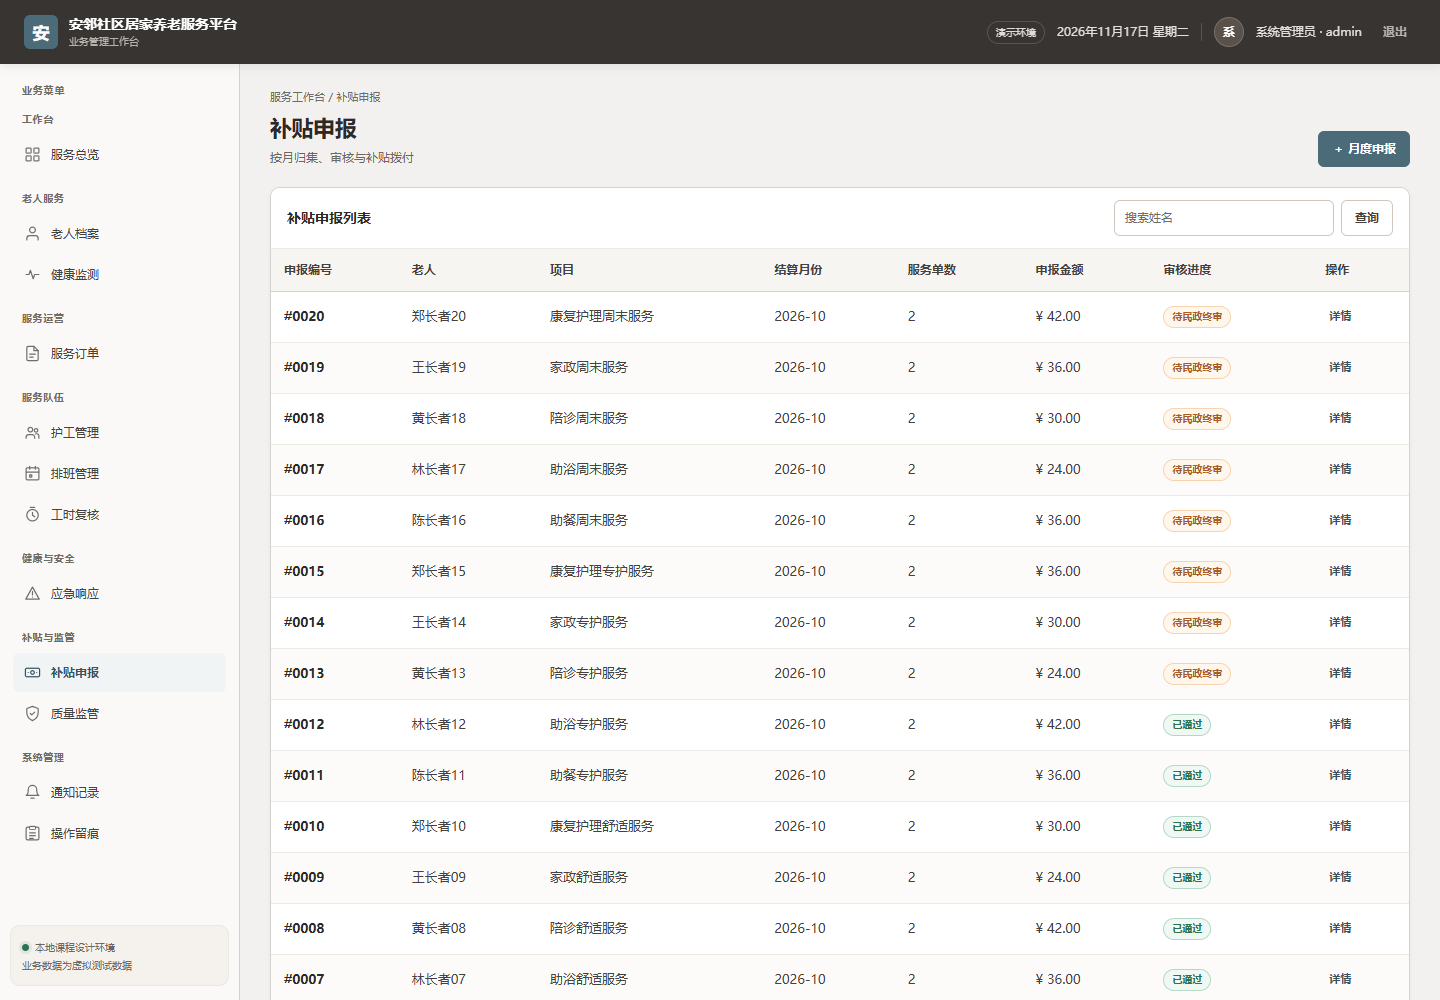 安
安邻社区居家养老服务平台
业务管理工作台
演示环境
2026年11月17日 星期二
系
系统管理员 · admin
退出
业务菜单
工作台
服务总览
老人服务
老人档案
健康监测
服务运营
服务订单
服务队伍
护工管理
排班管理
工时复核
健康与安全
应急响应
补贴与监管
补贴申报
质量监管
系统管理
通知记录
操作留痕
本地课程设计环境
业务数据为虚拟测试数据
服务工作台 / 补贴申报
补贴申报
按月归集、审核与补贴拨付
+ 月度申报
补贴申报列表
搜索姓名
查询
申报编号 老人 项目 结算月份 服务单数 申报金额 审核进度 操作
#0020 郑长者20 康复护理周末服务 2026-10 2 ¥ 42.00 待民政终审 详情
#0019 王长者19 家政周末服务 2026-10 2 ¥ 36.00 待民政终审 详情
#0018 黄长者18 陪诊周末服务 2026-10 2 ¥ 30.00 待民政终审 详情
#0017 林长者17 助浴周末服务 2026-10 2 ¥ 24.00 待民政终审 详情
#0016 陈长者16 助餐周末服务 2026-10 2 ¥ 36.00 待民政终审 详情
#0015 郑长者15 康复护理专护服务 2026-10 2 ¥ 36.00 待民政终审 详情
#0014 王长者14 家政专护服务 2026-10 2 ¥ 30.00 待民政终审 详情
#0013 黄长者13 陪诊专护服务 2026-10 2 ¥ 24.00 待民政终审 详情
#0012 林长者12 助浴专护服务 2026-10 2 ¥ 42.00 已通过 详情
#0011 陈长者11 助餐专护服务 2026-10 2 ¥ 36.00 已通过 详情
#0010 郑长者10 康复护理舒适服务 2026-10 2 ¥ 30.00 已通过 详情
#0009 王长者09 家政舒适服务 2026-10 2 ¥ 24.00 已通过 详情
#0008 黄长者08 陪诊舒适服务 2026-10 2 ¥ 42.00 已通过 详情
#0007 林长者07 助浴舒适服务 2026-10 2 ¥ 36.00 已通过 详情